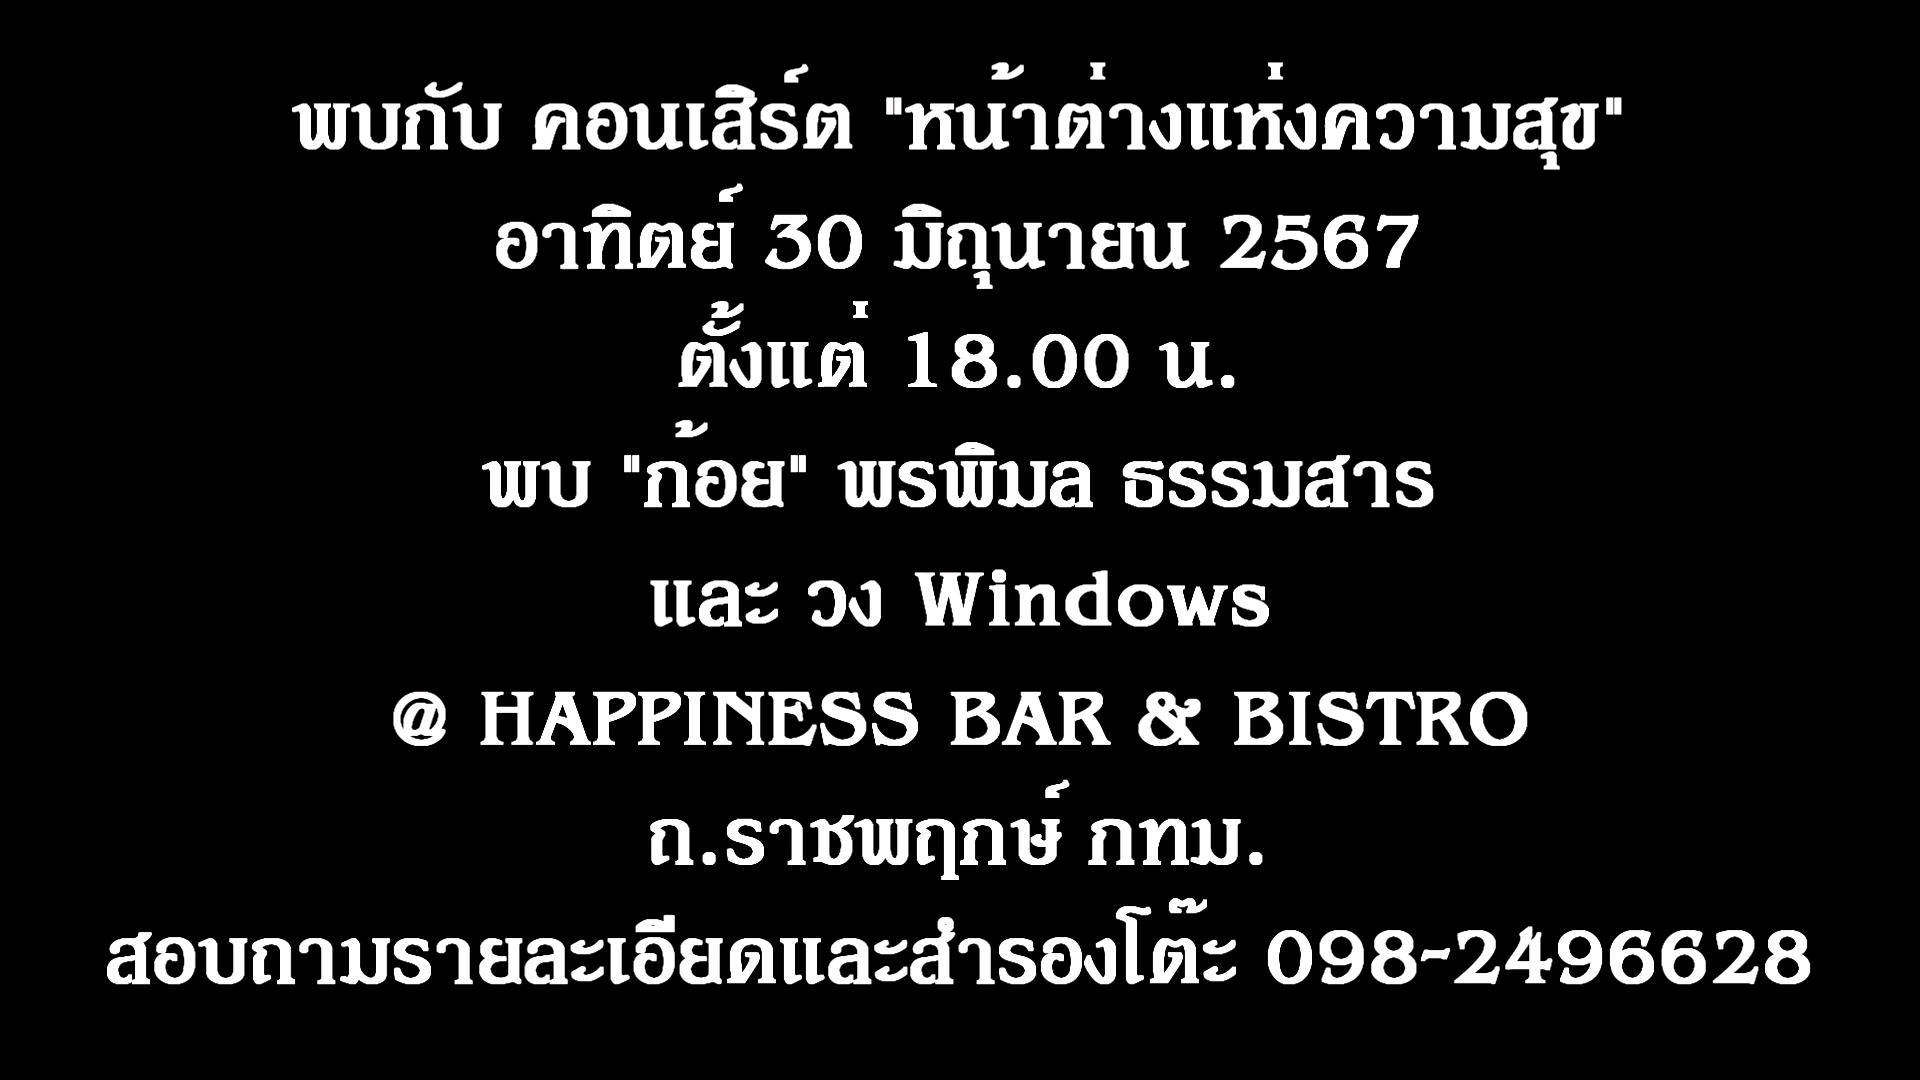 พบกับ คอนเสิร์ต "หน้าต่างแห่งความสุข"
อาทิตย์ 30 มิถุนายน 2567
ตั้งแต่ 18.00 น.
พบ "ก้อย" พรพิมล ธรรมสาร
และ วง Windows
@ HAPPINESS BAR & BISTRO
ถ.ราชพฤกษ์ กทม.
สอบถามรายละเอียดและสำรองโต๊ะ 098-2496628